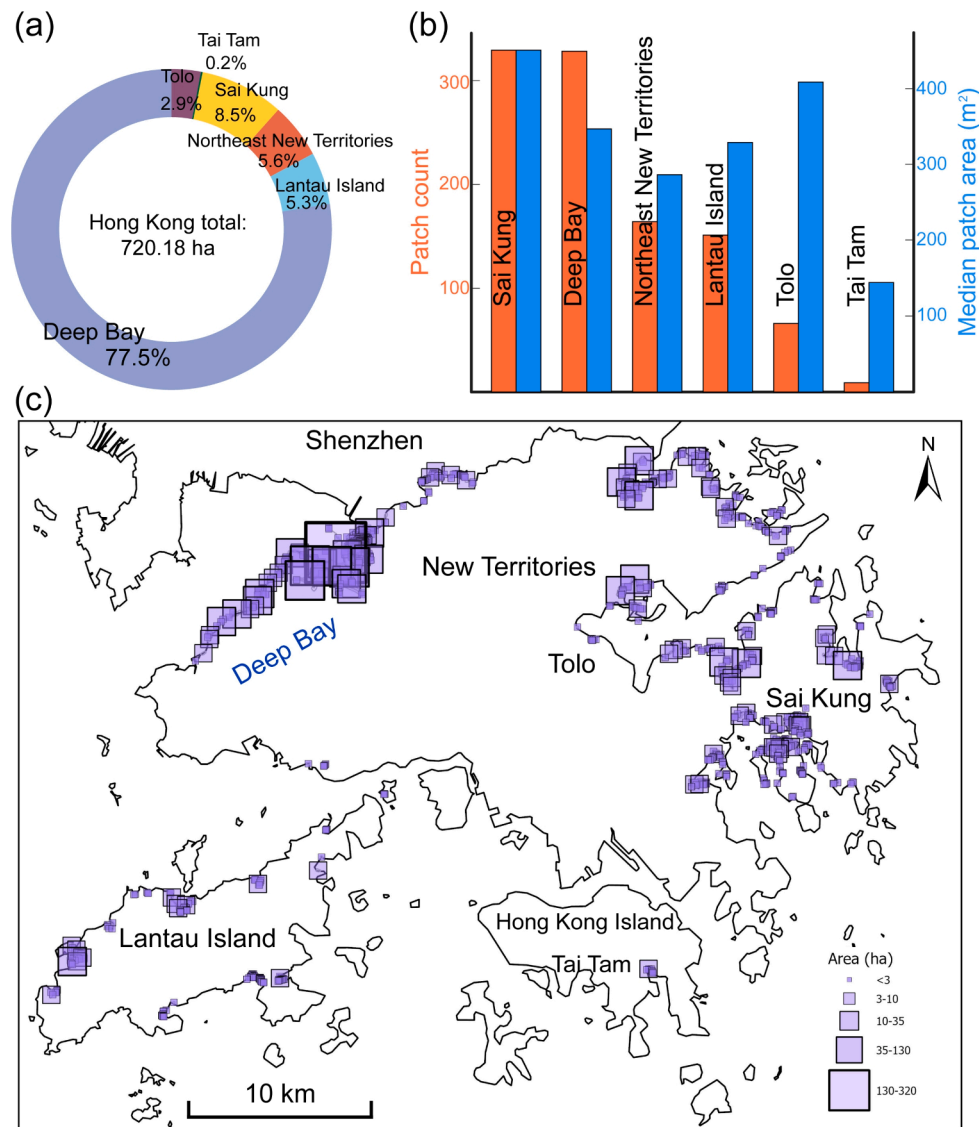 (a)
Tai Tam
0.2%
Tolo
2.9%
Sai Kung
8.5%
Northeast New Territories
5.6%
Lantau Island
5.3%
Hong Kong total:
720.18 ha
Deep Bay
77.5%
(b)
Patch count
300
200
100
Sai Kung
Deep Bay
Northeast New Territories
Lantau Island
Tolo
Tai Tam
400
300
200
100
Median patch area (m²)
(c)
Shenzhen
N
New Territories
Deep Bay
Tolo
Sai Kung
Lantau Island
Hong Kong Island
Tai Tam
Area (ha)
<3
3-10
10-35
35-130
130-320
10 km